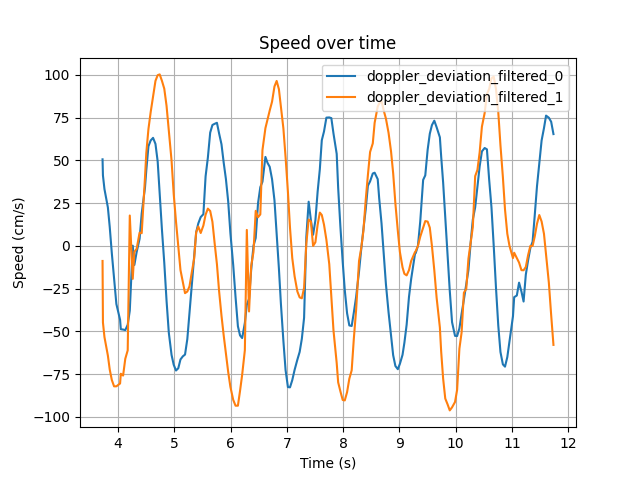 Speed over time
doppler_deviation_filtered_0
doppler_deviation_filtered_1
Speed (cm/s)
100
75
50
25
0
−25
−50
−75
−100
4 5 6 7 8 9 10 11 12
Time (s)